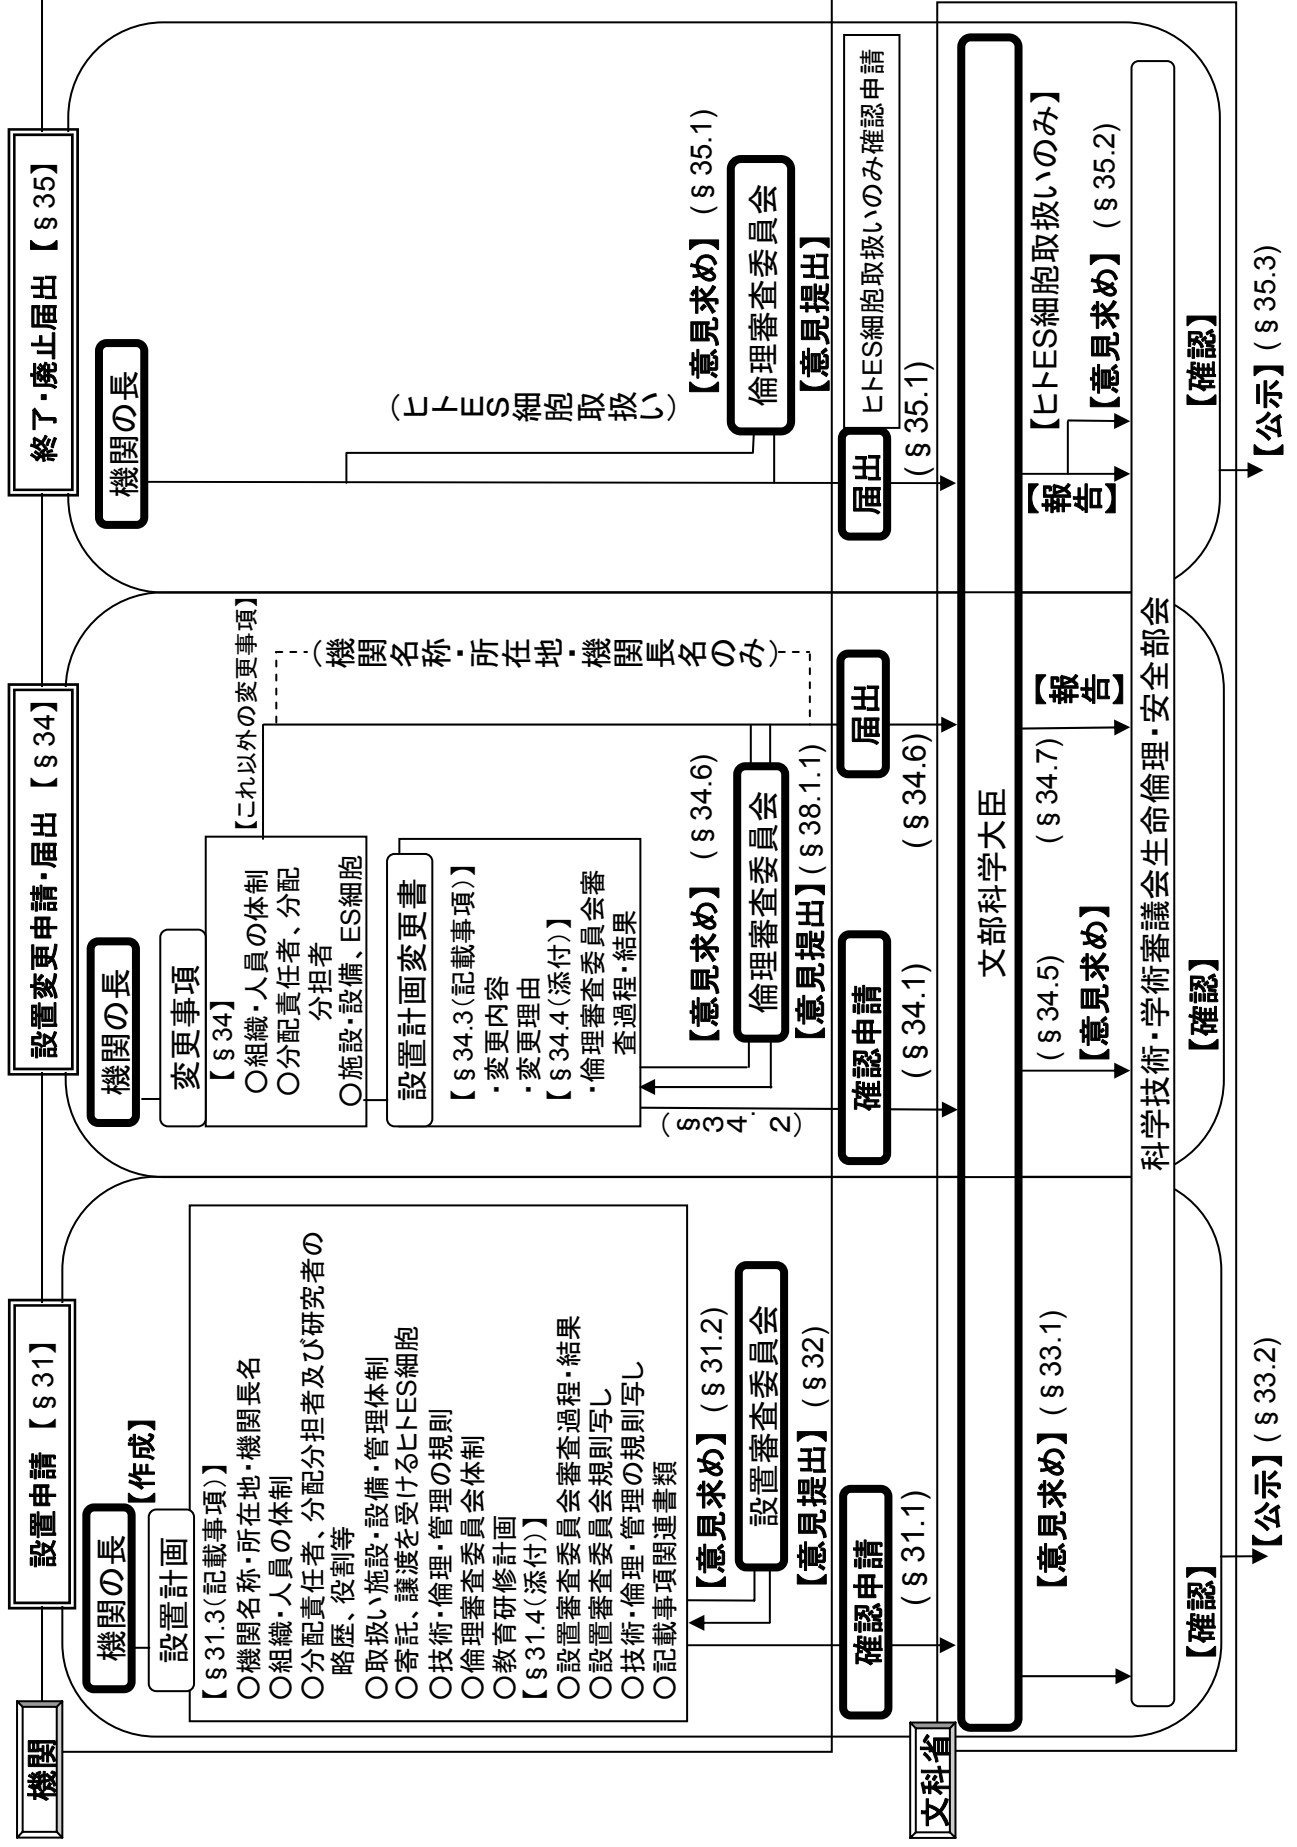 機関
設置申請 【§31】
機関の長
【作成】
設置計画
【§31.3(記載事項)】
○機関名称・所在地・機関長名
○組織・人員の体制
○分配責任者、分配分担者及び研究者の
略歴、役割等
○取扱い施設・設備・管理体制
○寄託、譲渡を受けるヒトES細胞
○技術・倫理・管理の規則
○倫理審査委員会体制
○教育研修計画
【§31.4(添付)】
○設置審査委員会審査過程・結果
○設置審査委員会規則写し
○技術・倫理・管理の規則写し
○記載事項関連書類
【意見求め】(§31.2)
設置審査委員会
【意見提出】(§32)
確認申請
(§31.1)
設置変更申請・届出 【§34】
機関の長
変更事項
【§34】
○組織・人員の体制
○分配責任者、分配
分担者
○施設・設備、ES細胞
【これ以外の変更事項】
(機関名称・所在地・機関長名のみ)
設置計画変更書
【§34.3(記載事項)】
・変更内容
・変更理由
【§34.4(添付)】
・倫理審査委員会審
査過程・結果
(§34.2)
【意見求め】 (§34.6)
倫理審査委員会
【意見提出】(§38.1.1)
確認申請
(§34.1)
届出
(§34.6)
終了・廃止届出 【§35】
機関の長
(ヒトES細胞取扱い)
【意見求め】 (§35.1)
倫理審査委員会
【意見提出】
届出
ヒトES細胞取扱いのみ確認申請
(§35.1)
文科省
文部科学大臣
【意見求め】(§33.1)
(§34.5)
【意見求め】
(§34.7)
【報告】
【報告】
【ヒトES細胞取扱いのみ】
【意見求め】(§35.2)
科学技術・学術審議会生命倫理・安全部会
【確認】
【確認】
【確認】
【公示】(§33.2)
【公示】(§35.3)